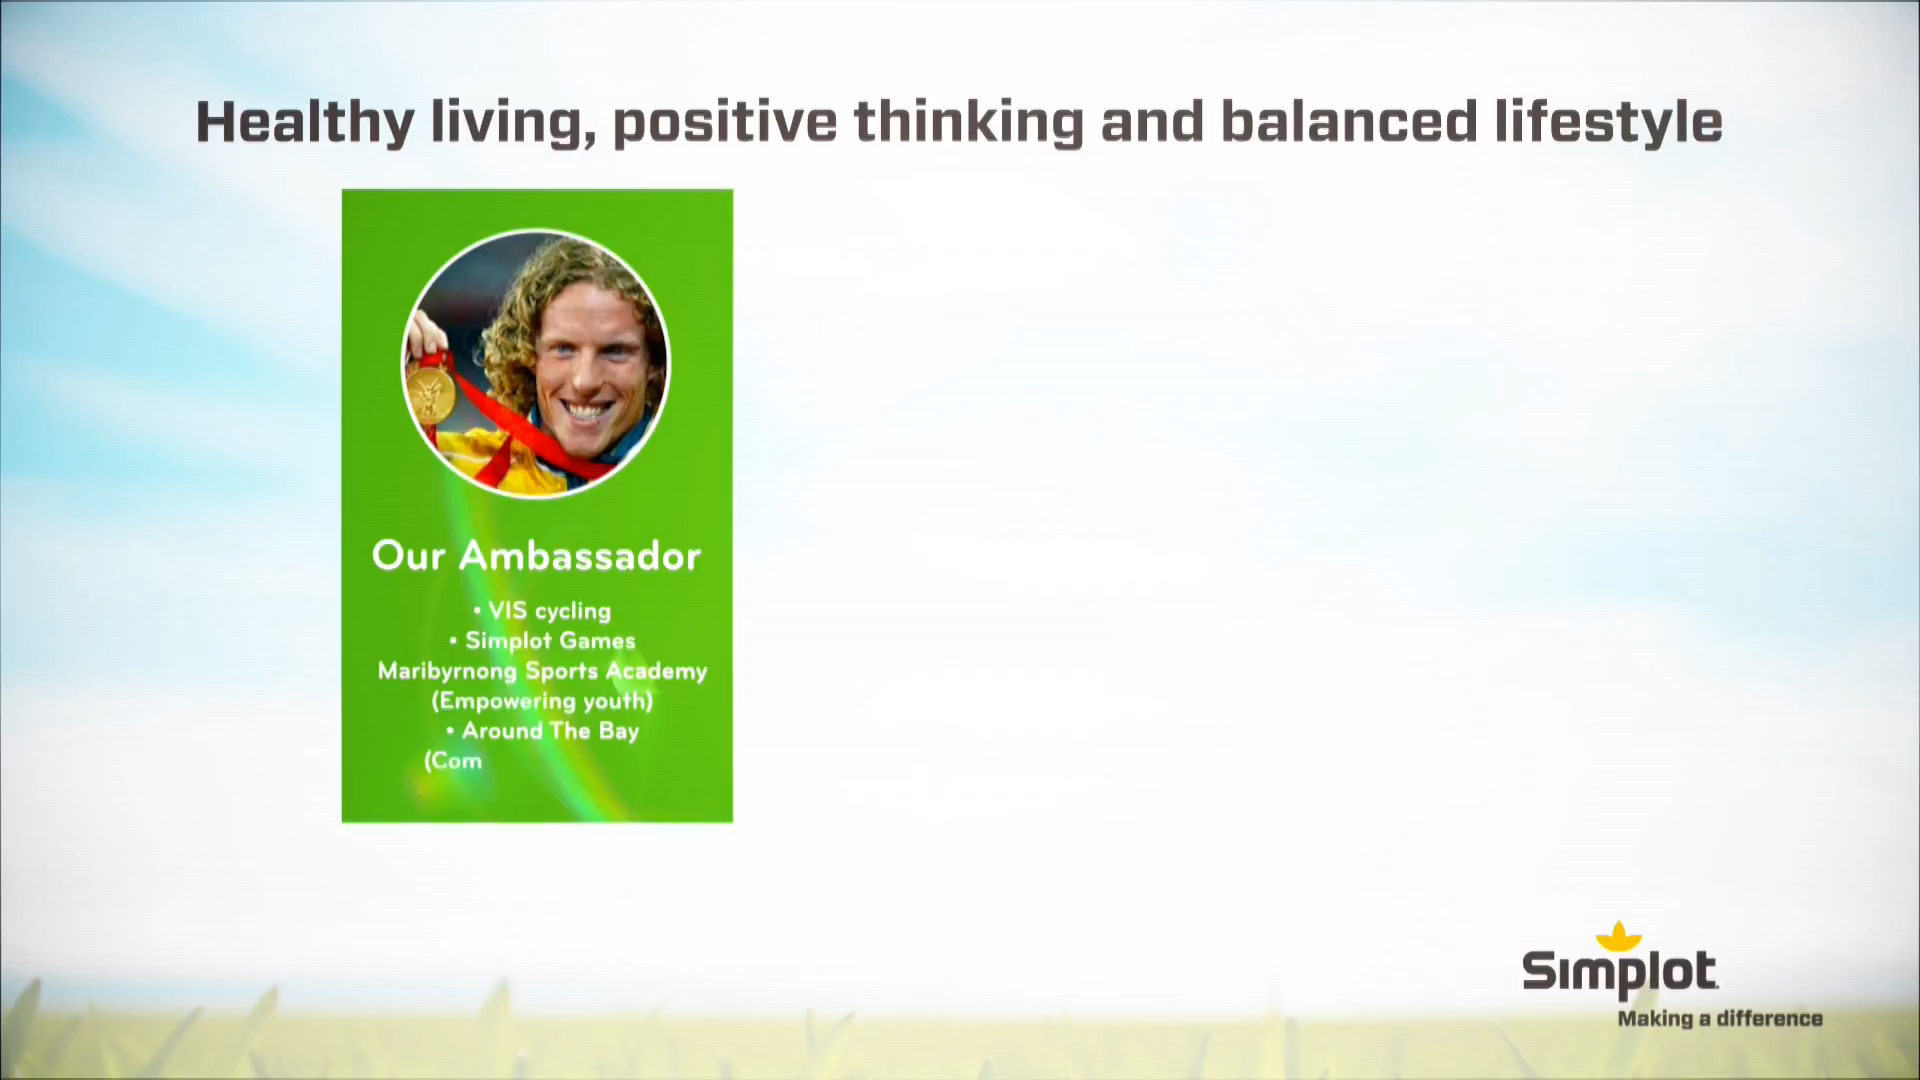 Healthy living, positive thinking and balanced lifestyle
Our Ambassador
• VIS cycling
• Simplot Games
Maribyrnong Sports Academy
(Empowering youth)
• Around The Bay
(Com
Simplot
Making a difference